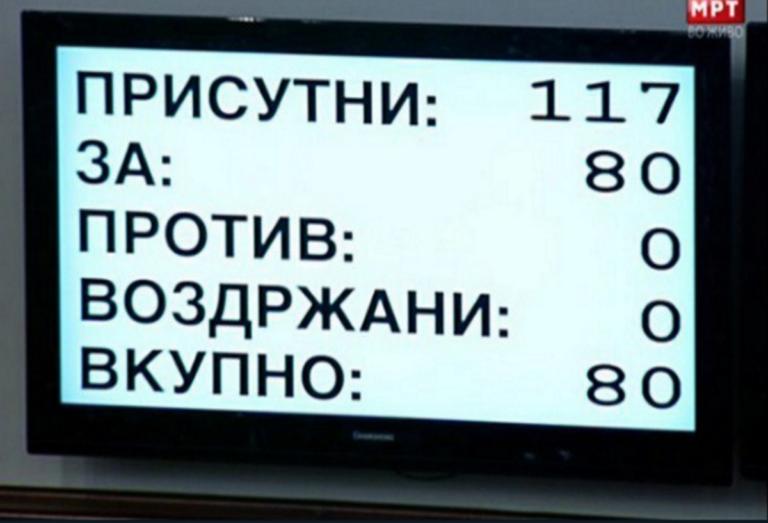 МРТ
ВО ЖИВО
ПРИСУТНИ: 117
ЗА: 80
ПРОТИВ: 0
ВОЗДРЖАНИ: 0
ВКУПНО: 80